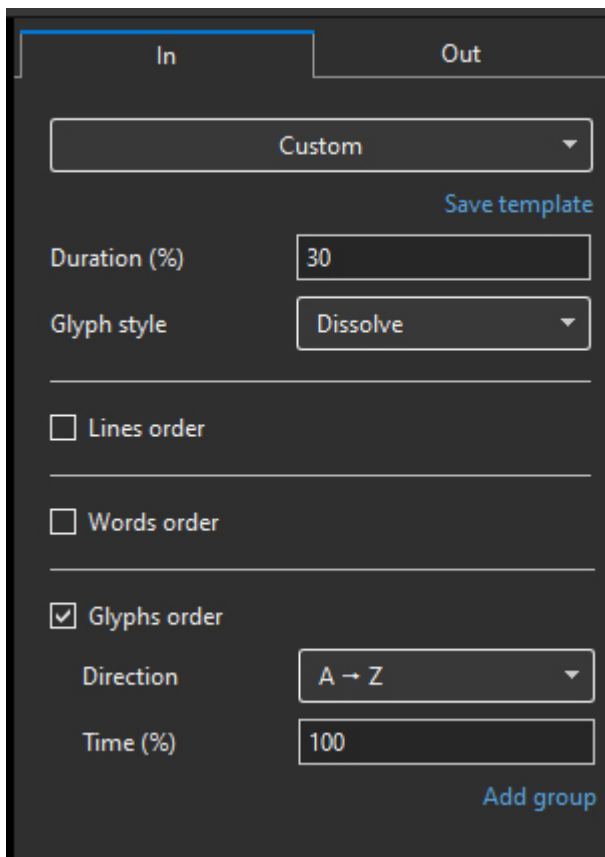 In Out
Custom
Save template
Duration (%) 30
Glyph style Dissolve
Lines order
Words order
Glyphs order
Direction A → Z
Time (%) 100
Add group